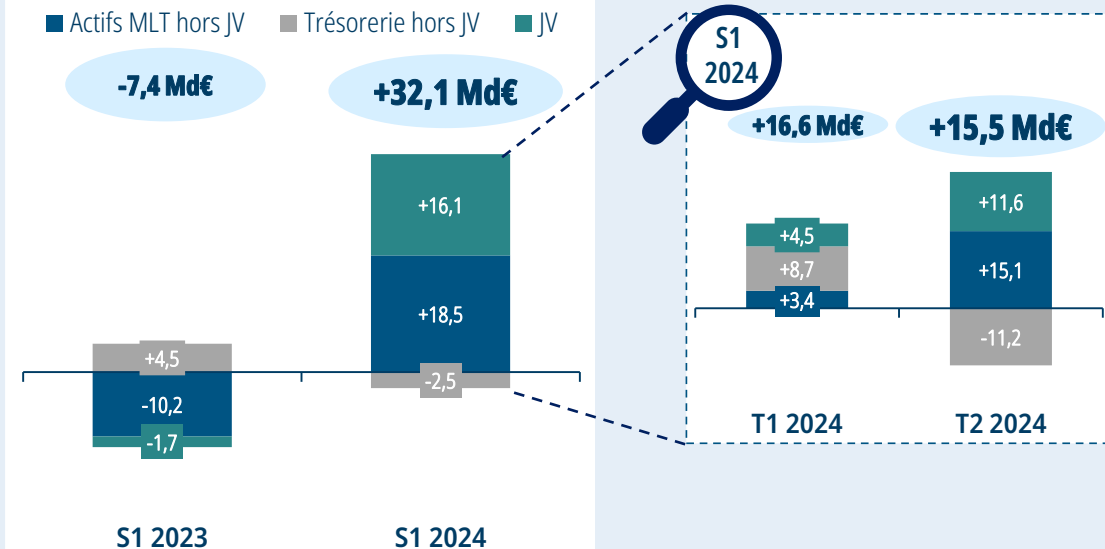 Actifs MLT hors JV
Trésorerie hors JV
JV
-7,4 Md€
+32,1 Md€
+16,1
+18,5
-2,5
+4,5
-10,2
-1,7
S1 2023
S1 2024
S1
2024
+16,6 Md€
+15,5 Md€
+4,5
+8,7
+3,4
+11,6
+15,1
-11,2
T1 2024
T2 2024